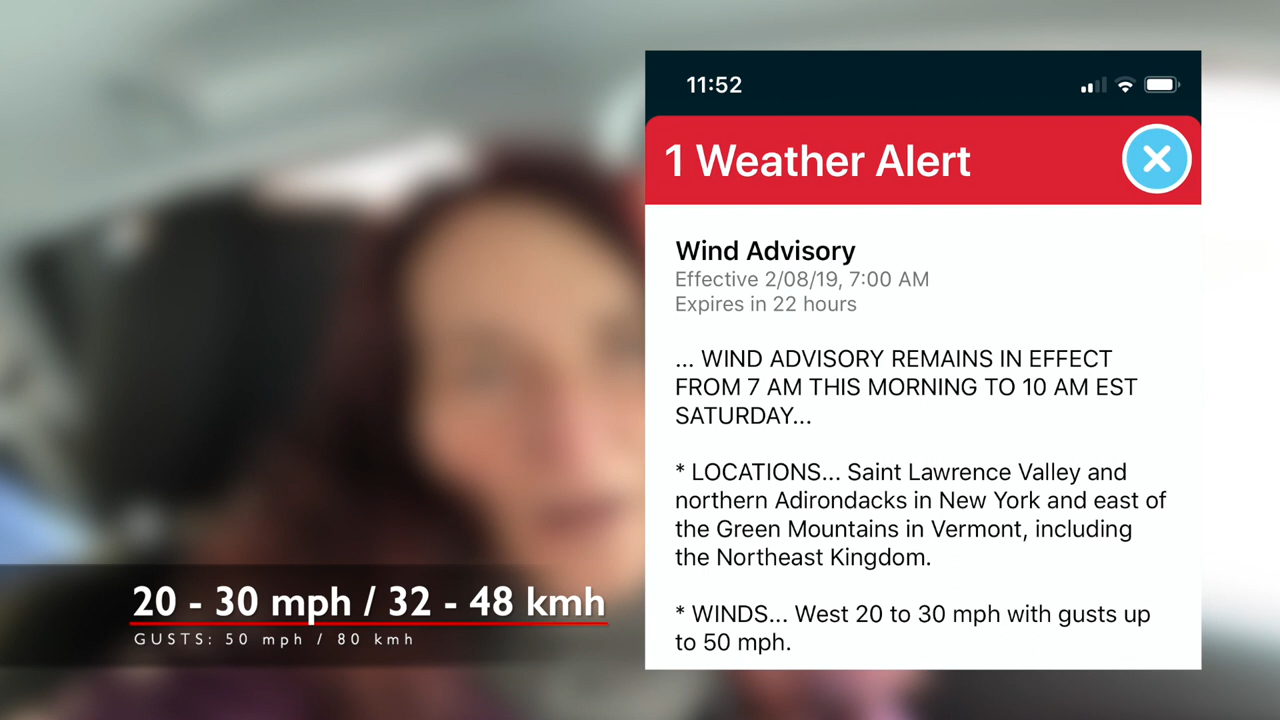 11:52
1 Weather Alert
Wind Advisory
Effective 2/08/19, 7:00 AM
Expires in 22 hours
... WIND ADVISORY REMAINS IN EFFECT
FROM 7 AM THIS MORNING TO 10 AM EST
SATURDAY...
* LOCATIONS... Saint Lawrence Valley and
northern Adirondacks in New York and east of
the Green Mountains in Vermont, including
the Northeast Kingdom.
* WINDS... West 20 to 30 mph with gusts up
to 50 mph.
20 - 30 mph / 32 - 48 kmh
GUSTS: 50 mph / 80 kmh